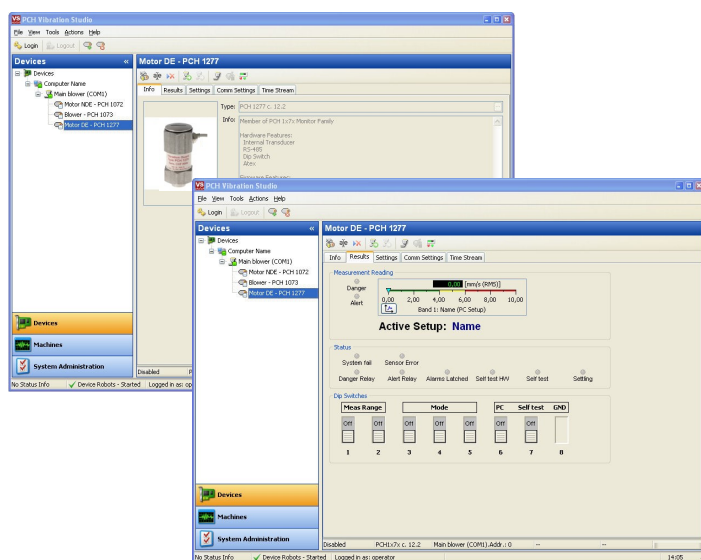 PCH Vibration Studio
File View Tools Actions Help
Login Logout
Devices «
Devices
Computer Name
Main blower (COM1)
Motor NDE - PCH 1072
Blower - PCH 1073
Motor DE - PCH 1277
Devices
Machines
System Administration
No Status Info Device Robots - Started Logged in as: op
Motor DE - PCH 1277
Info Results Settings Comm Settings Time Stream
Type: PCH 1277 c. 12.2
Info: Member of PCH 1x7x Monitor Family
Hardware Features:
Internal Transducer
RS-485
Dip Switch
Atex
Disabled
PCH Vibration Studio
File View Tools Actions Help
Login Logout
Devices «
Devices
Computer Name
Main blower (COM1)
Motor NDE - PCH 1072
Blower - PCH 1073
Motor DE - PCH 1277
Devices
Machines
System Administration
Motor DE - PCH 1277
Info Results Settings Comm Settings Time Stream
Measurement Reading
Danger
Alert
0,00 [mm/s (RMS)]
0,00 2,00 4,00 6,00 8,00 10,00
Band 1: Name (PC Setup)
Active Setup: Name
Status
System fail Sensor Error
Danger Relay Alert Relay Alarms Latched Self test HW Self test Settling
Dip Switches
Meas Range Mode PC Self test GND
Off Off Off Off Off Off Off
1 2 3 4 5 6 7 8
Disabled PCH1x7x c. 12.2 Main blower (COM1).Addr.: 0 -- --
No Status Info Device Robots - Started Logged in as: operator 14:05